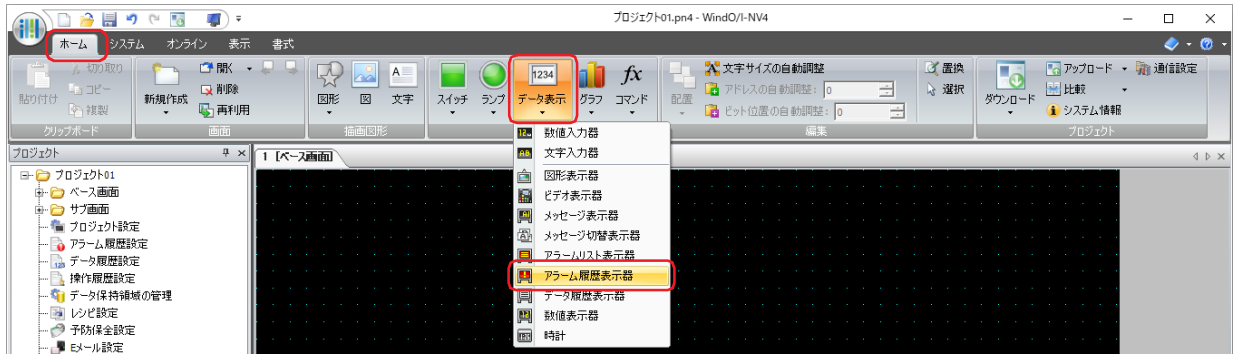 プロジェクト01.pn4 - WindO/I-NV4
ホーム システム オンライン 表示 書式
貼り付け 切り取り コピー 複製
クリップボード
新規作成 開く 削除 再利用
画面
図形 図 文字
描画図形
スイッチ ランプ 1234 データ表示 グラフ fx コマンド
配置 文字サイズの自動調整 置換
アドレスの自動調整: 0 選択
ビット位置の自動調整: 0
編集
ダウンロード アップロード 通信設定
比較
システム情報
プロジェクト
プロジェクト
1 [ベース画面]
プロジェクト01
ベース画面
サブ画面
プロジェクト設定
アラーム履歴設定
データ履歴設定
操作履歴設定
データ保持領域の管理
レシピ設定
予防保全設定
Eメール設定
数値入力器
文字入力器
図形表示器
ビデオ表示器
メッセージ表示器
メッセージ切替表示器
アラームリスト表示器
アラーム履歴表示器
データ履歴表示器
数値表示器
時計